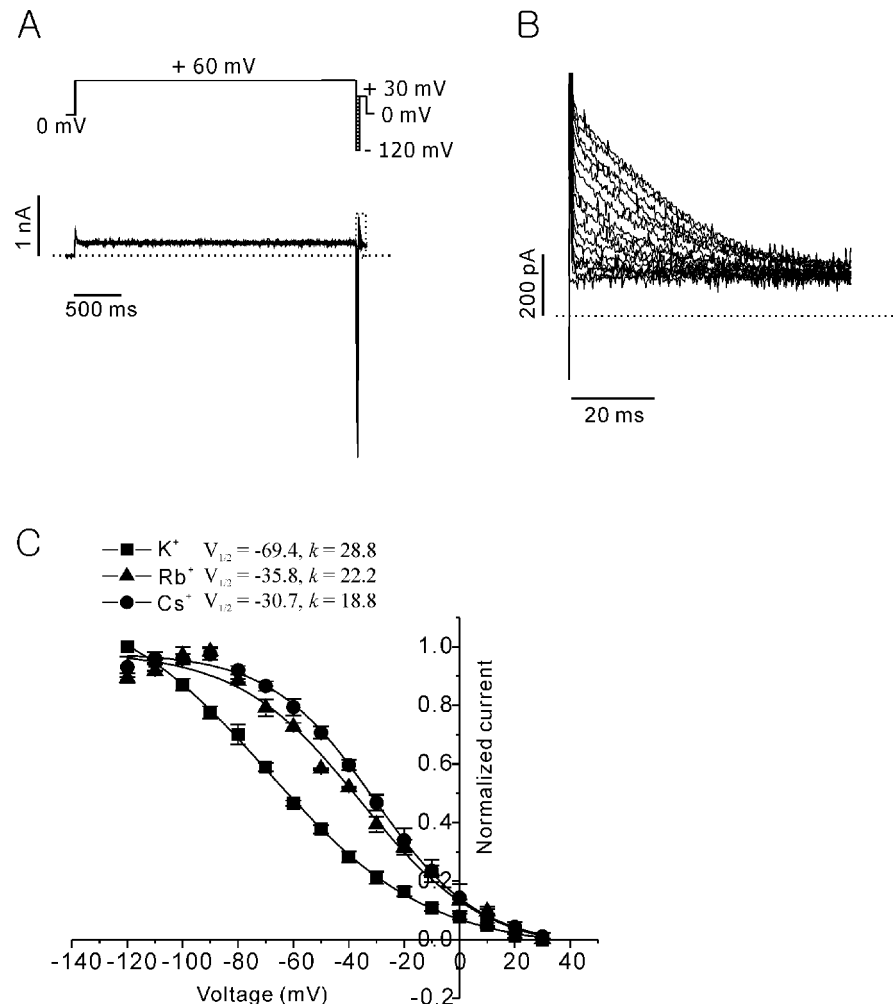 A
+ 60 mV
+ 30 mV
0 mV
0 mV
- 120 mV
1 nA
500 ms
B
200 pA
20 ms
C
K⁺ V₁/₂ = -69.4, k = 28.8
Rb⁺ V₁/₂ = -35.8, k = 22.2
Cs⁺ V₁/₂ = -30.7, k = 18.8
1.0
0.8
0.6
0.4
0.2
0.0
-0.2
Normalized current
-140 -120 -100 -80 -60 -40 -20 0 20 40
Voltage (mV)